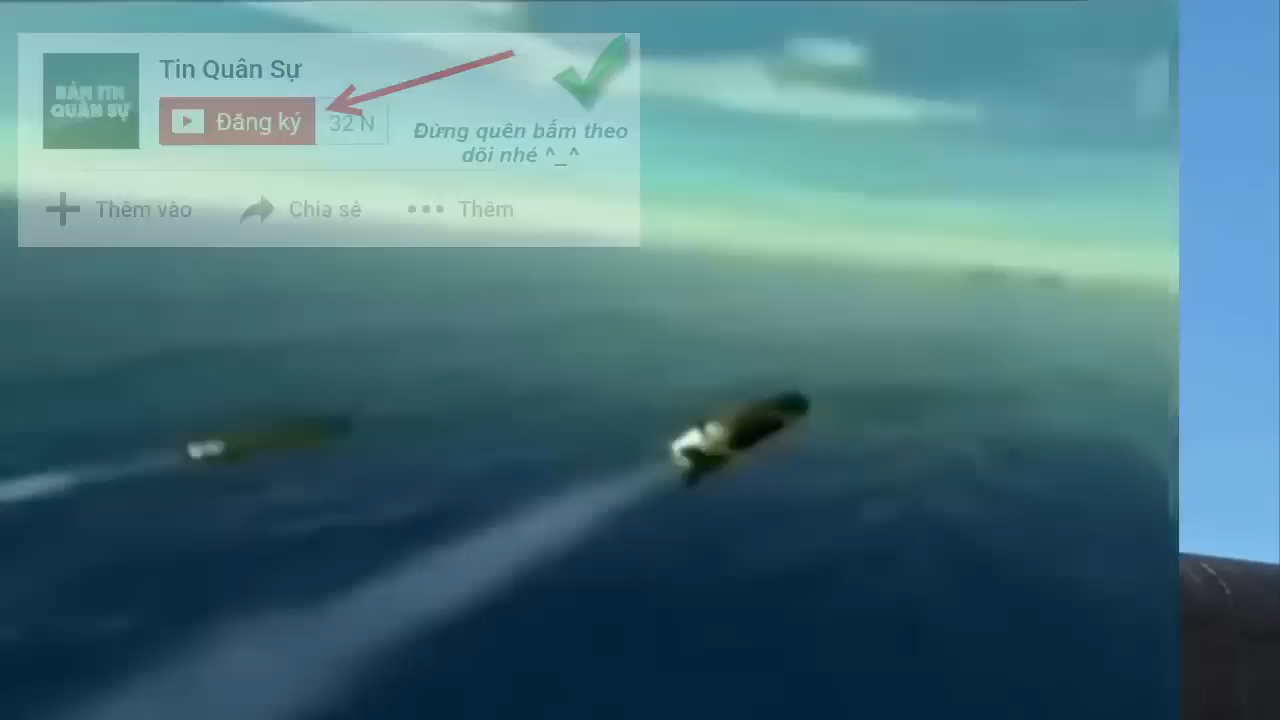 BẢN TIN
QUÂN SỰ
Tin Quân Sự
Đăng ký
32 N
Đừng quên bấm theo
dõi nhé ^_^
Thêm vào
Chia sẻ
Thêm